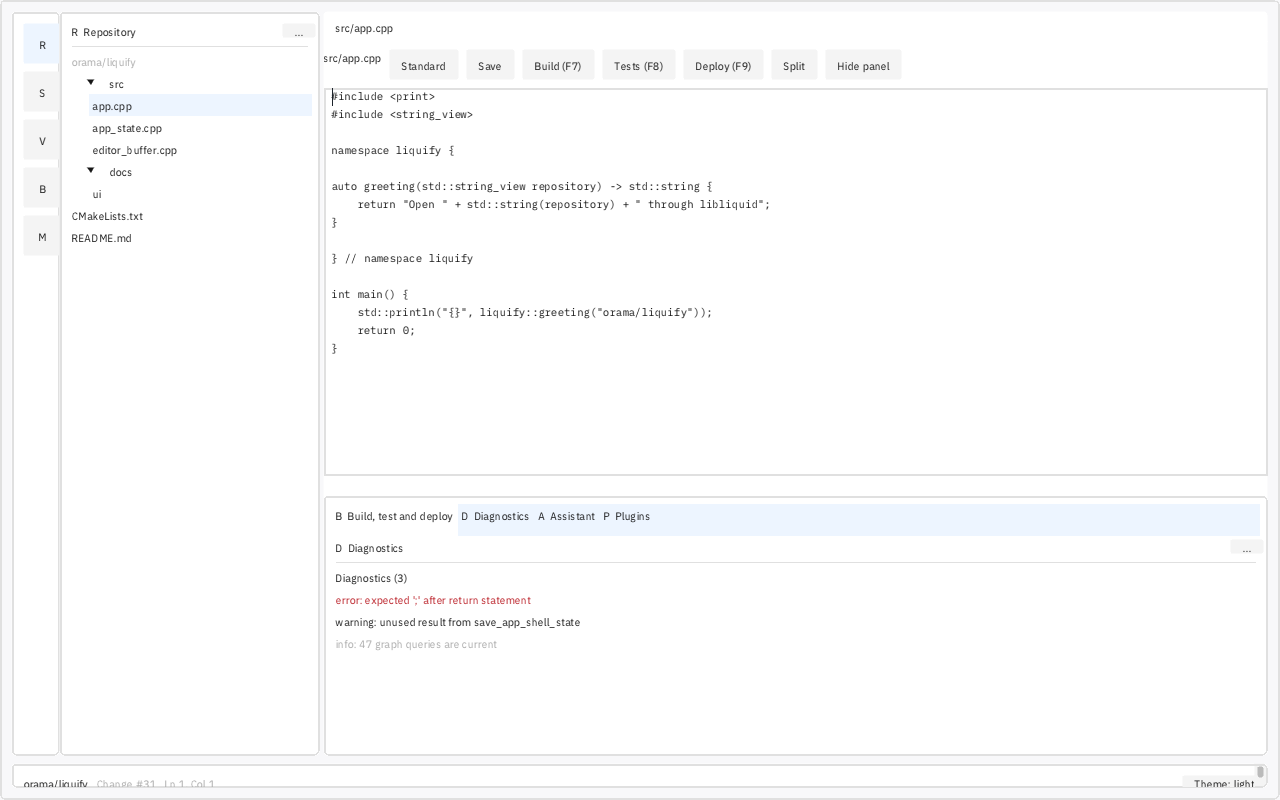 R
S
V
B
M
R Repository
...
orama/liquify
src
app.cpp
app_state.cpp
editor_buffer.cpp
docs
ui
CMakeLists.txt
README.md
src/app.cpp
src/app.cpp Standard Save Build (F7) Tests (F8) Deploy (F9) Split Hide panel
#include <print>
#include <string_view>
namespace liquify {
auto greeting(std::string_view repository) -> std::string {
    return "Open " + std::string(repository) + " through libliquid";
}
} // namespace liquify
int main() {
    std::println("{}", liquify::greeting("orama/liquify"));
    return 0;
}
B Build, test and deploy D Diagnostics A Assistant P Plugins
D Diagnostics ...
Diagnostics (3)
error: expected ';' after return statement
warning: unused result from save_app_shell_state
info: 47 graph queries are current
orama/liquify Change #31 Ln 1, Col 1 Theme: light